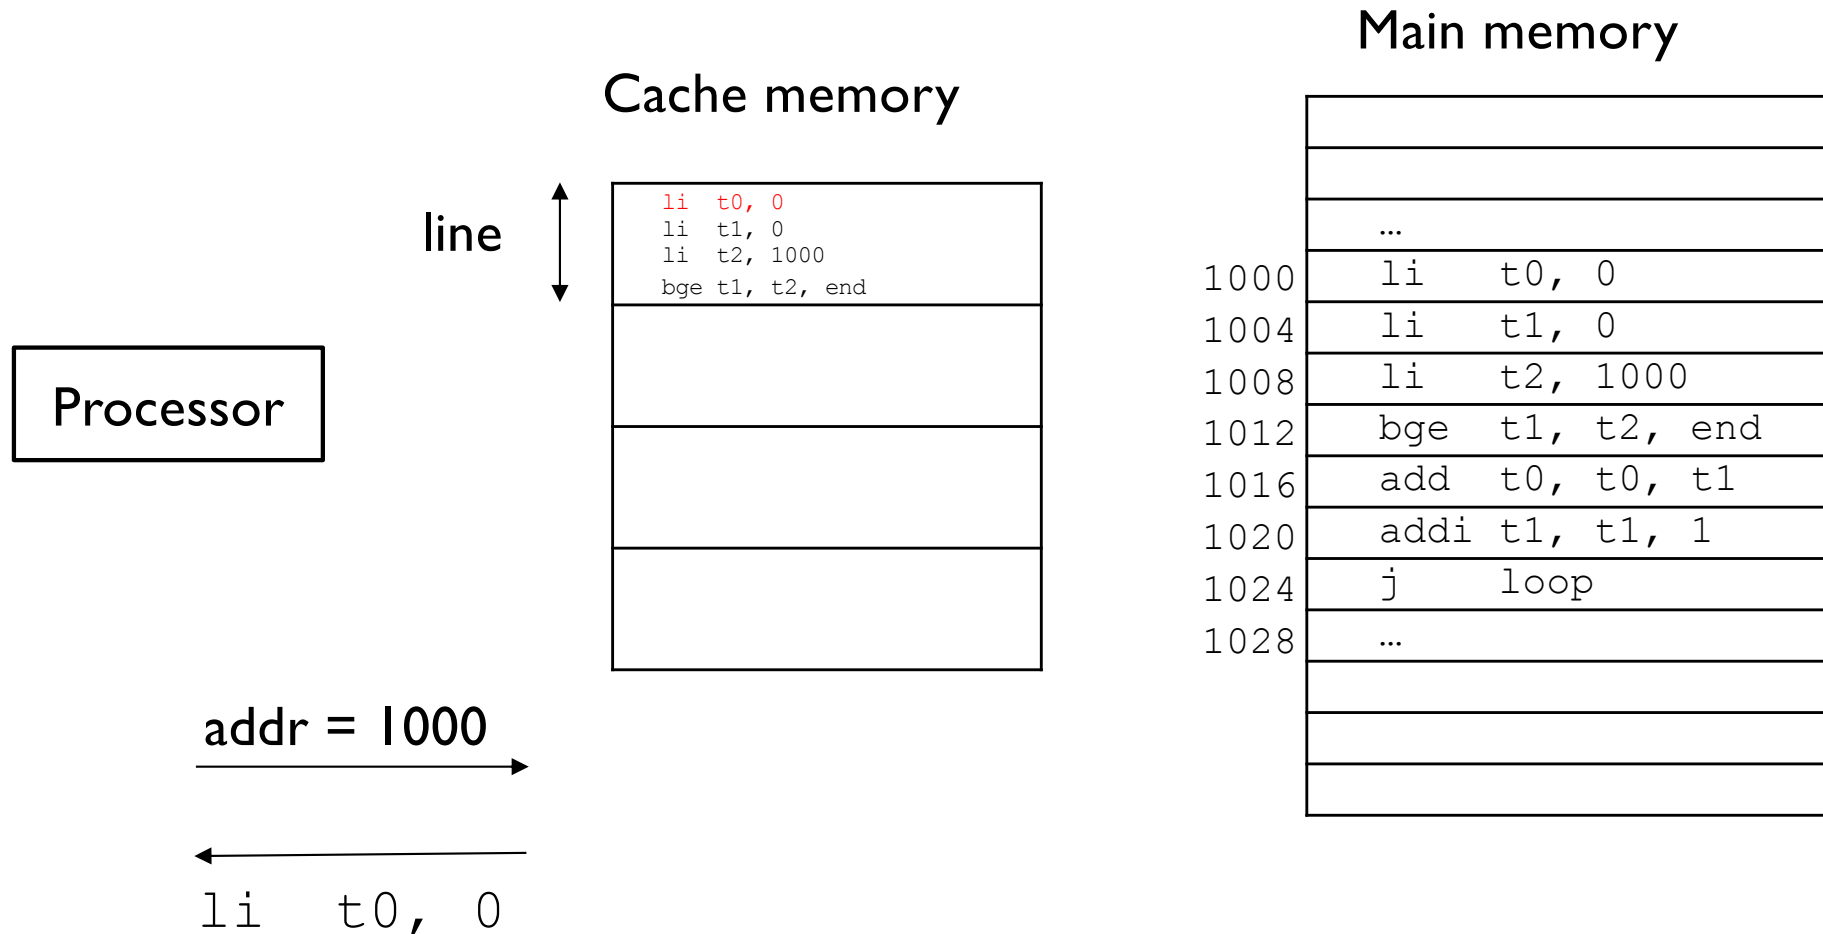 Main memory
Cache memory
line
li t0, 0
li t1, 0
li t2, 1000
bge t1, t2, end
Processor
…
1000 li t0, 0
1004 li t1, 0
1008 li t2, 1000
1012 bge t1, t2, end
1016 add t0, t0, t1
1020 addi t1, t1, 1
1024 j loop
1028 …
addr = 1000
li t0, 0